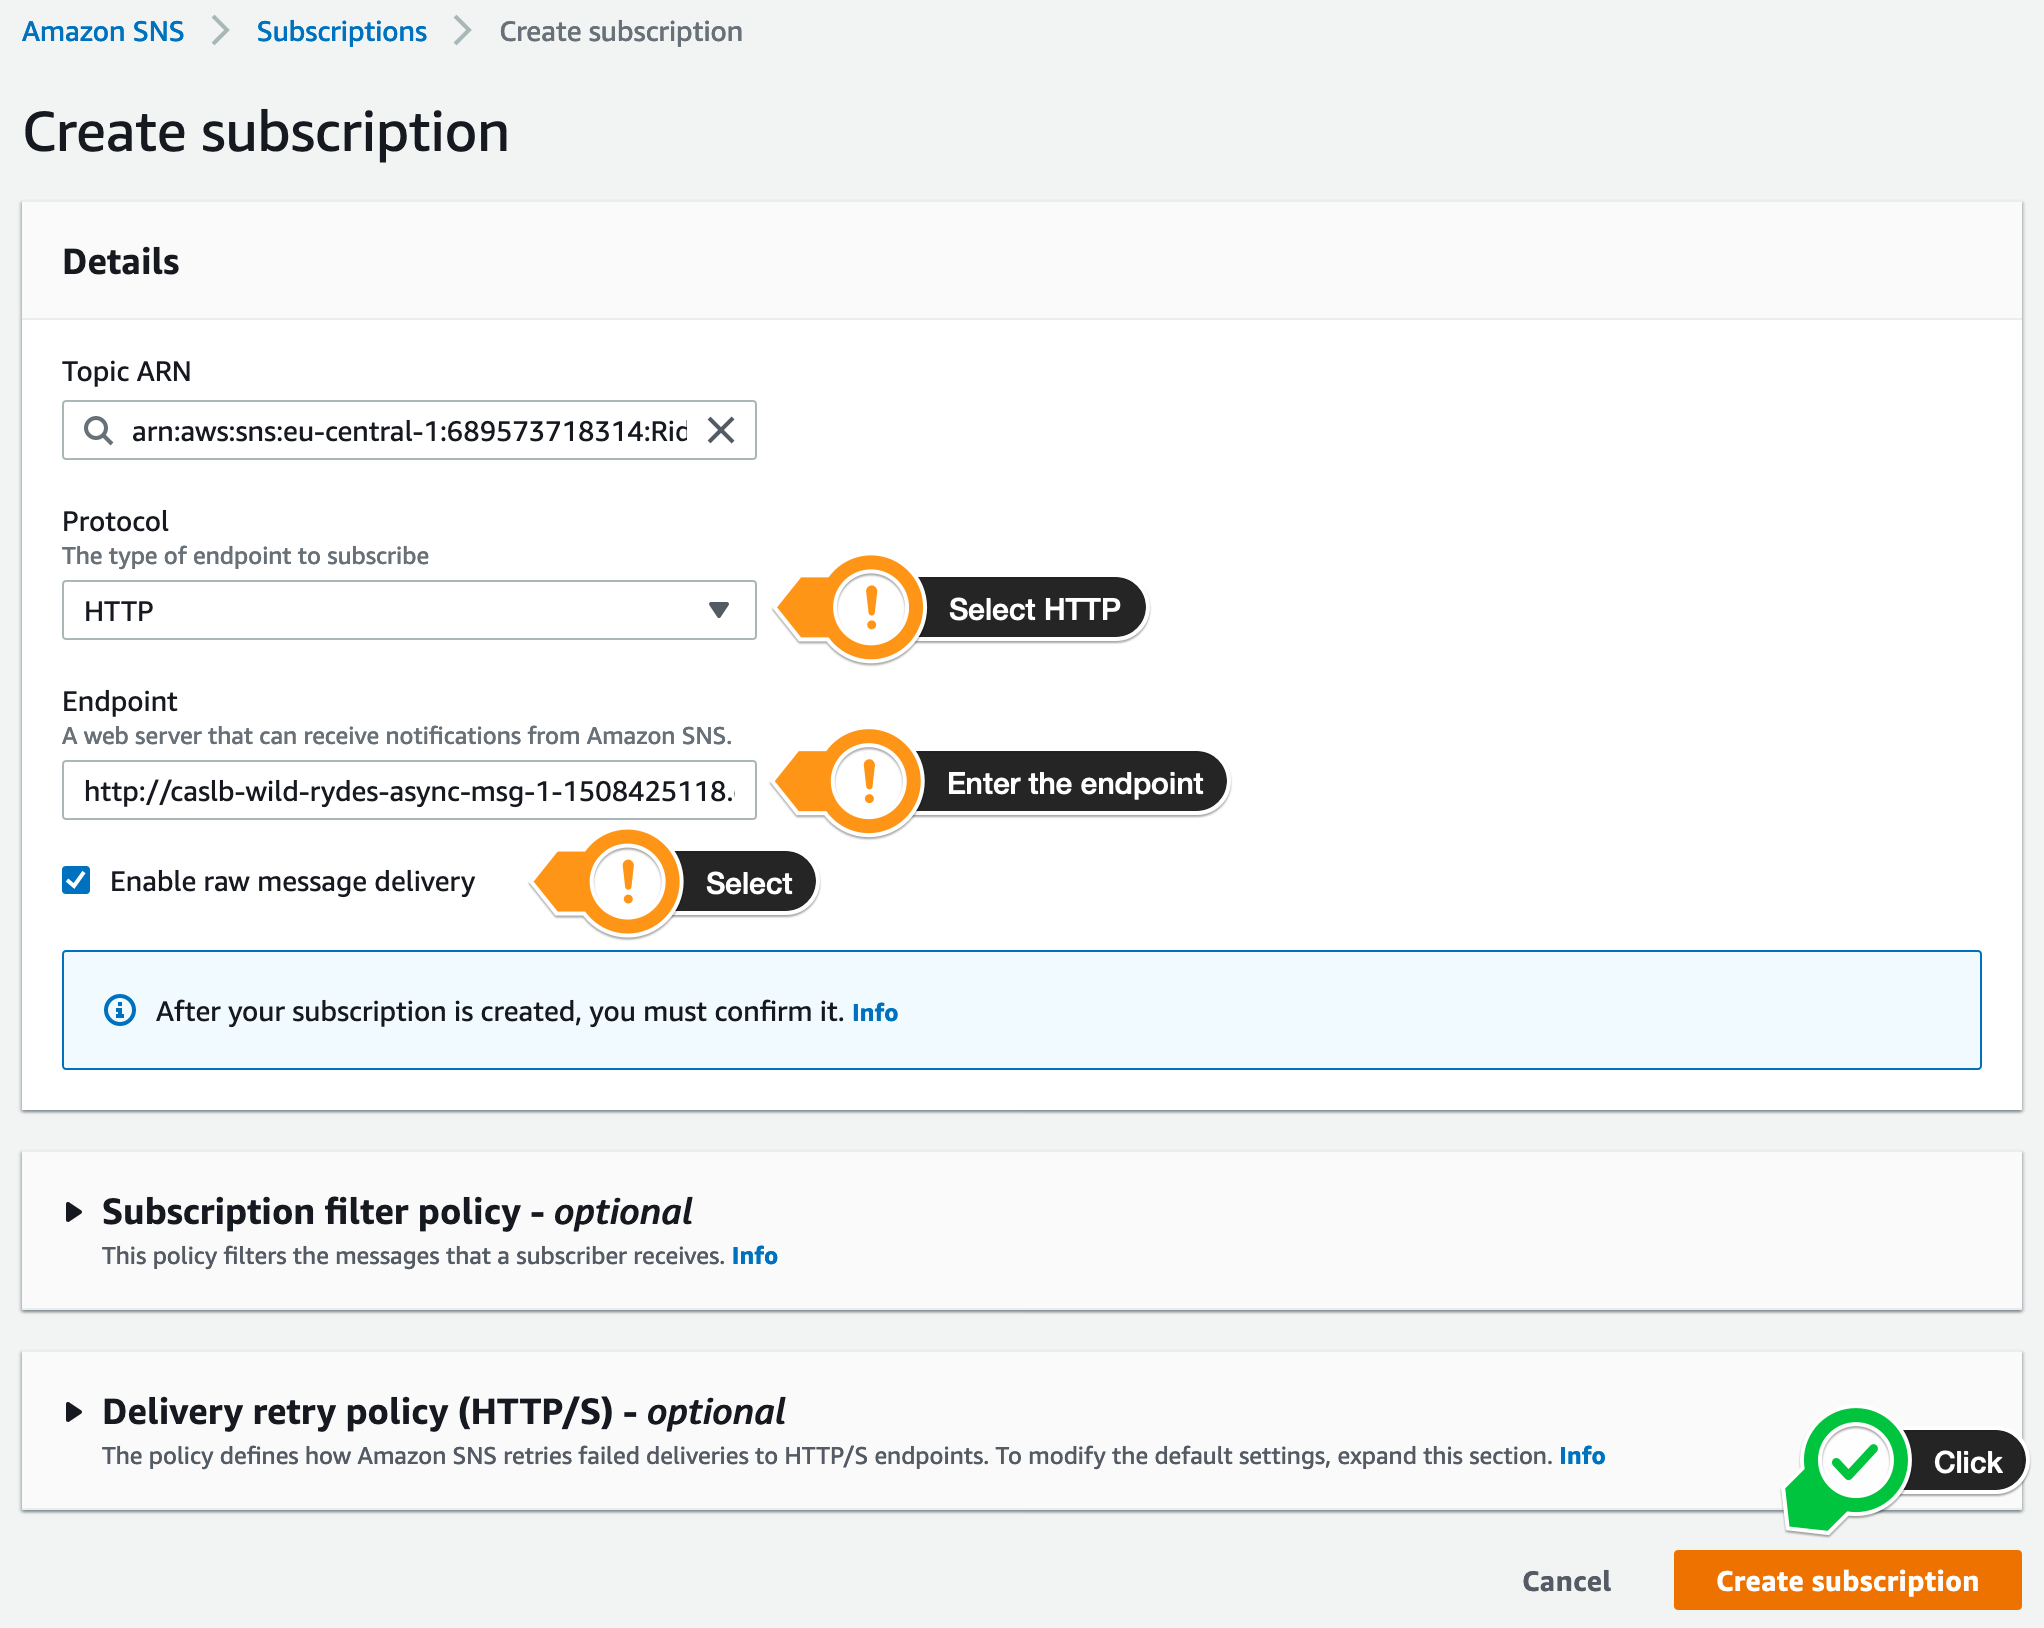 Amazon SNS > Subscriptions > Create subscription
Create subscription
Details
Topic ARN
arn:aws:sns:eu-central-1:689573718314:Rid
Protocol
The type of endpoint to subscribe
HTTP
Select HTTP
Endpoint
A web server that can receive notifications from Amazon SNS.
http://caslb-wild-rydes-async-msg-1-1508425118.
Enter the endpoint
Enable raw message delivery
Select
After your subscription is created, you must confirm it. Info
Subscription filter policy - optional
This policy filters the messages that a subscriber receives. Info
Delivery retry policy (HTTP/S) - optional
The policy defines how Amazon SNS retries failed deliveries to HTTP/S endpoints. To modify the default settings, expand this section. Info
Click
Cancel
Create subscription